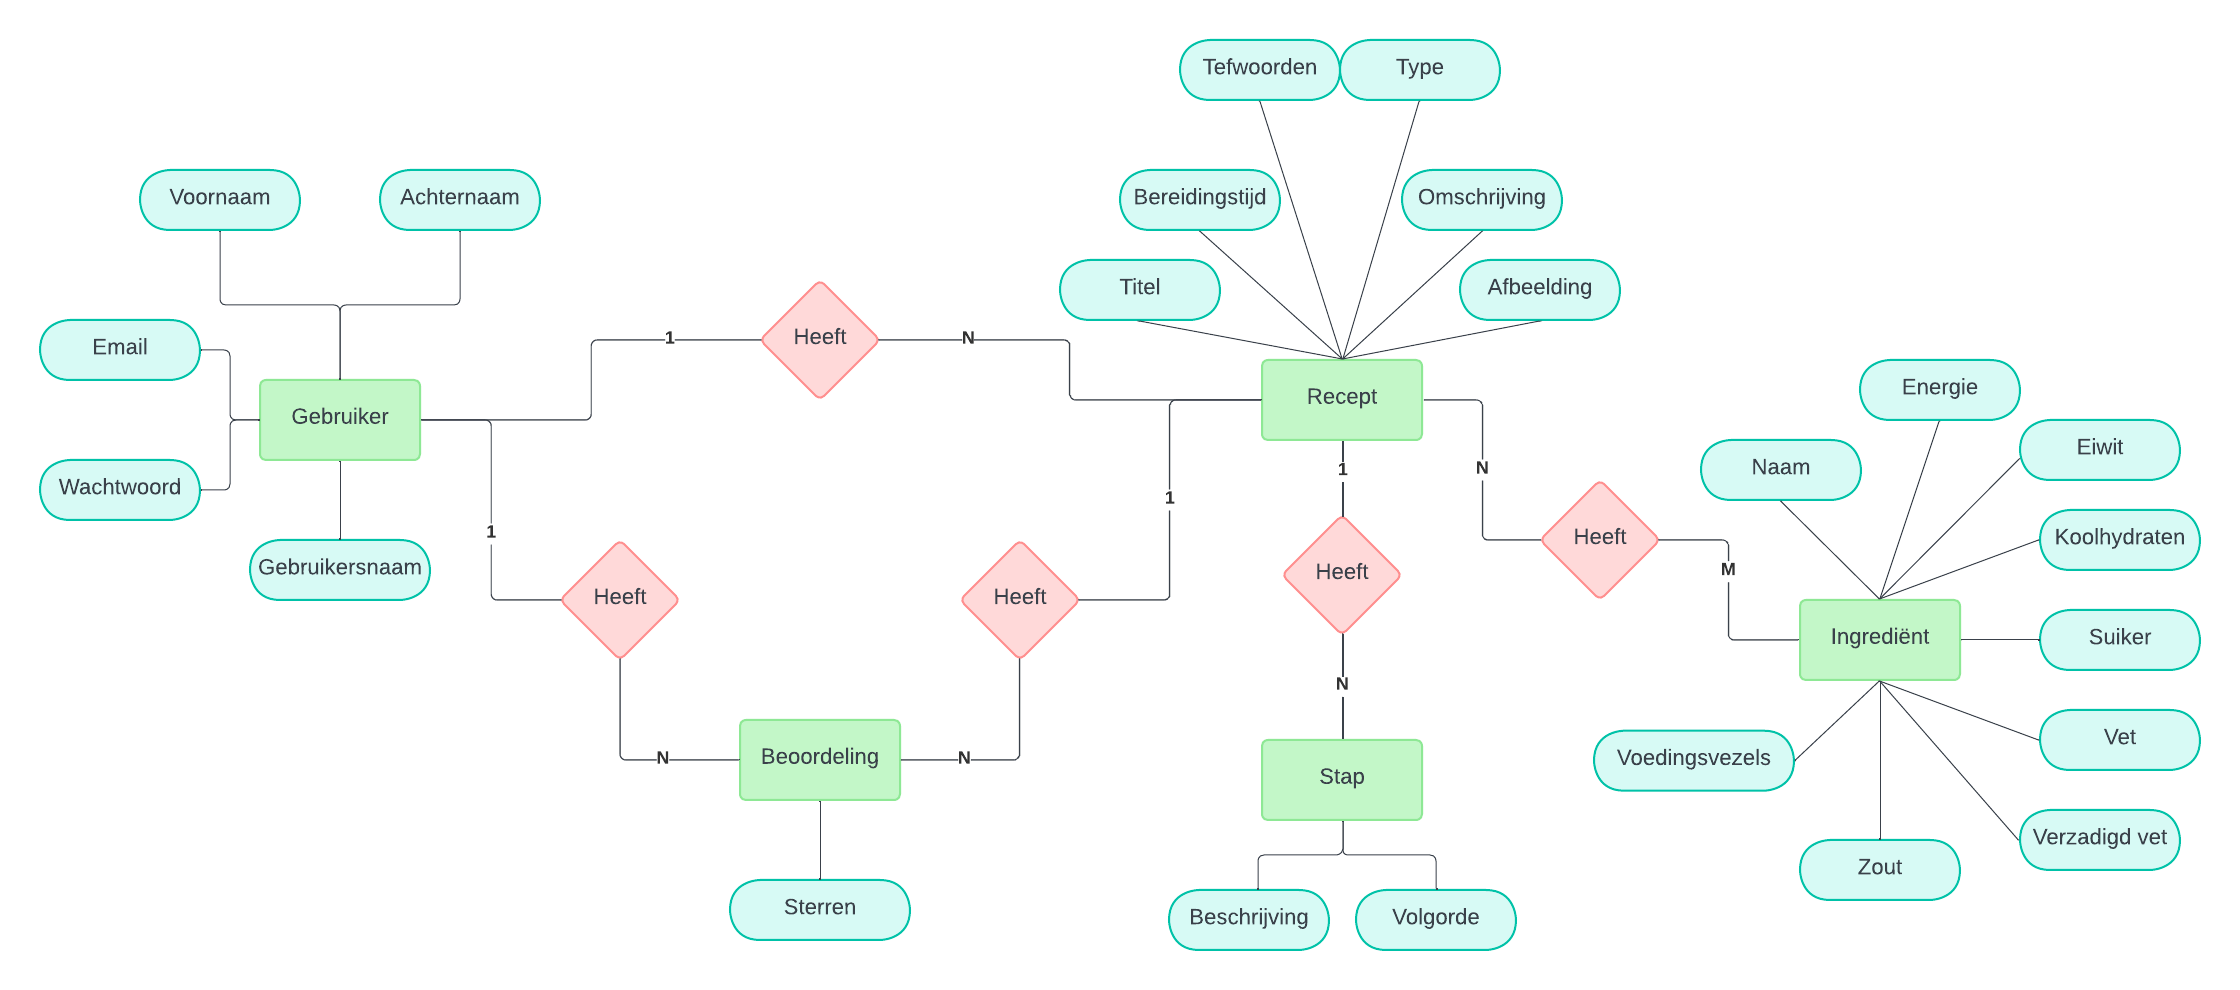 Tefwoorden
Type
Voornaam
Achternaam
Bereidingstijd
Omschrijving
Titel
Afbeelding
Email
1
Heeft
N
Gebruiker
Recept
Energie
Wachtwoord
1
N
Naam
Eiwit
1
1
Heeft
Koolhydraten
Gebruikersnaam
Heeft
Heeft
Heeft
M
Ingrediënt
Suiker
N
N
Beoordeling
N
Stap
Voedingsvezels
Vet
Sterren
Beschrijving
Volgorde
Zout
Verzadigd vet